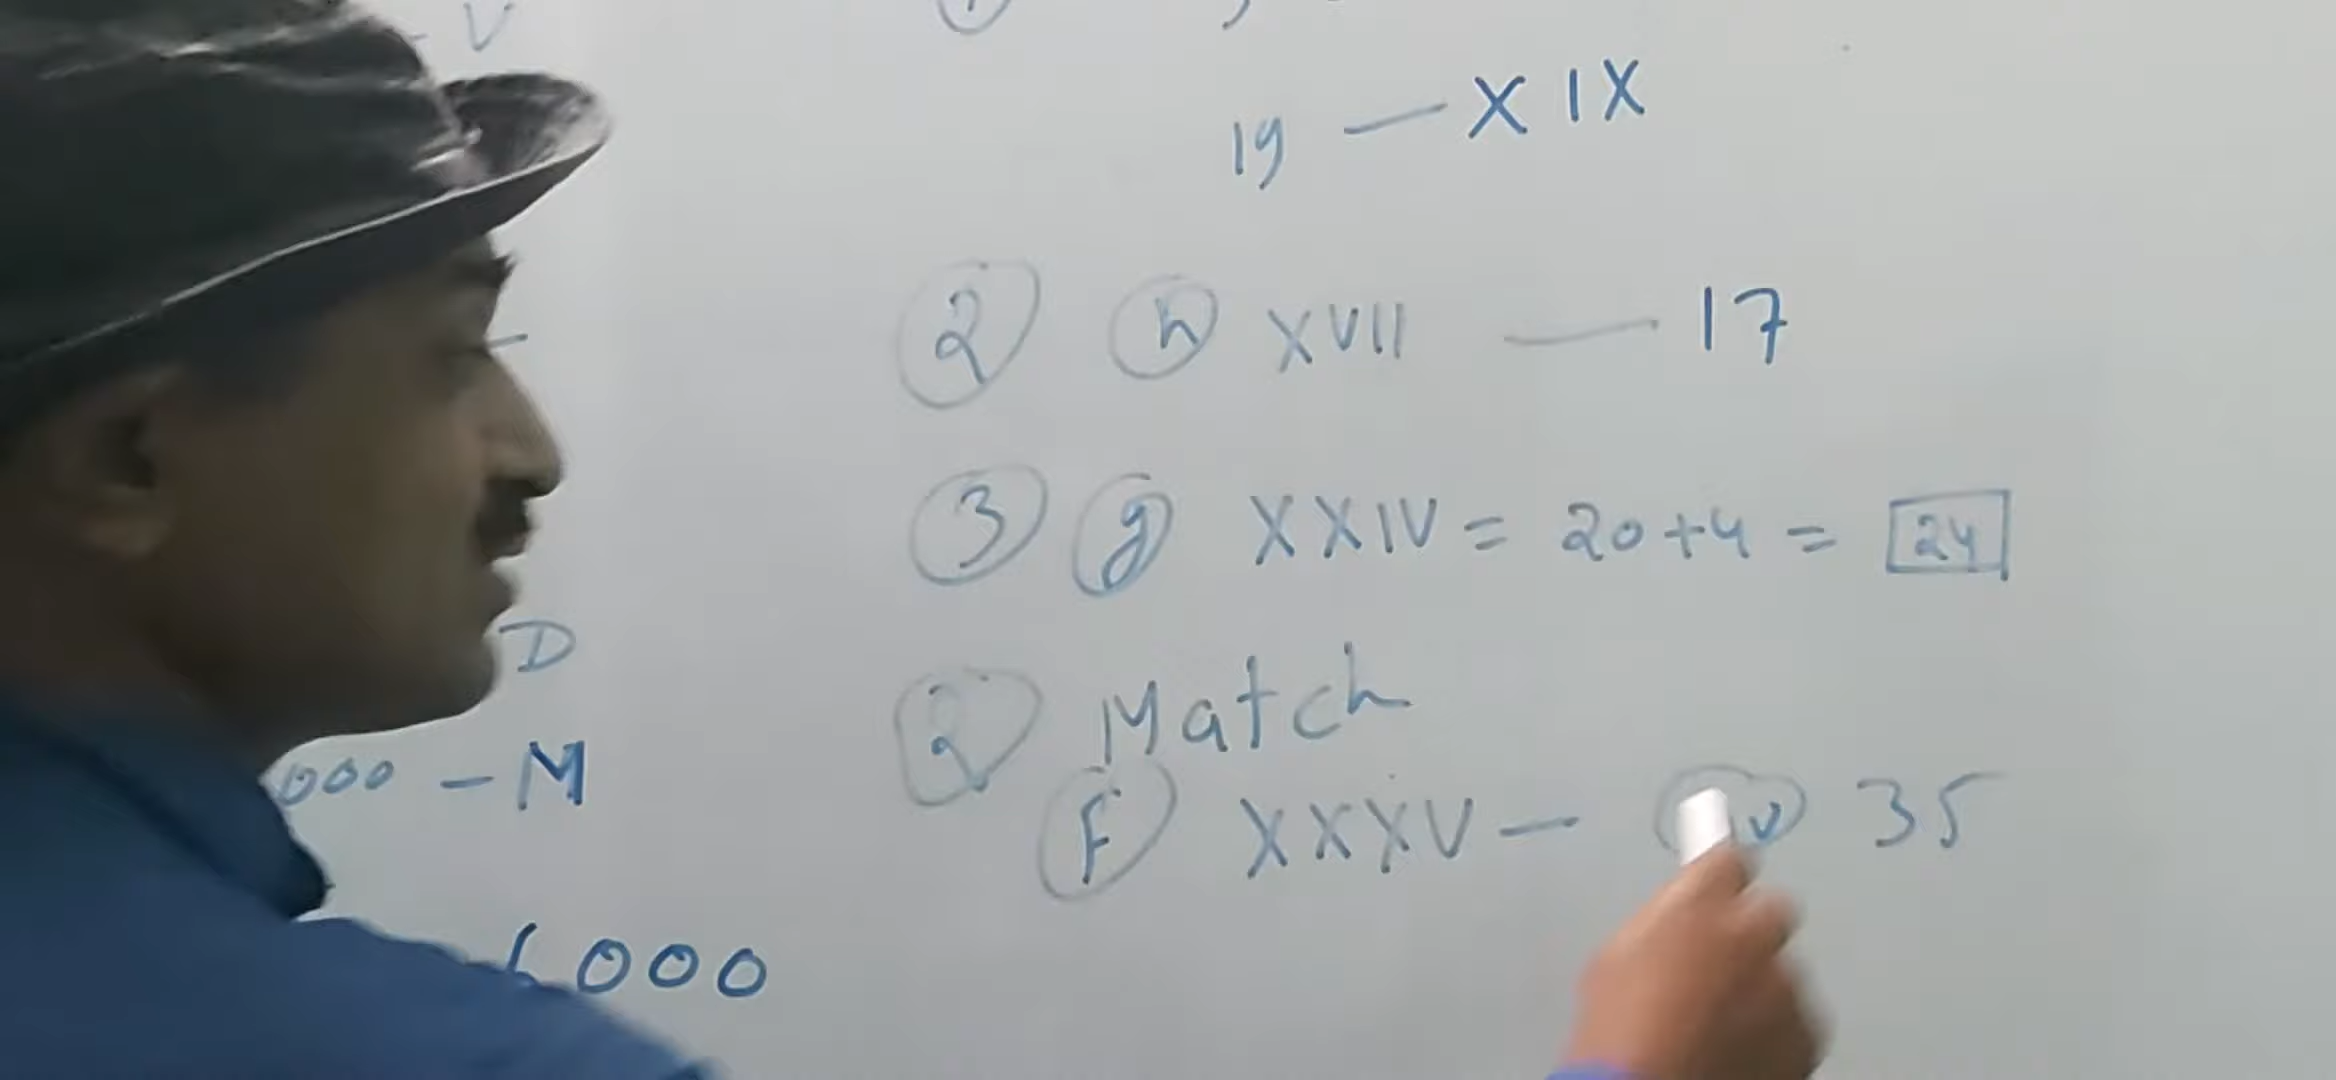 - V
19 — XIX
2 h XVII — 17
3 g XXIV = 20+4 = 24
D
2 Match
000 - M
F XXXV — v 35
000